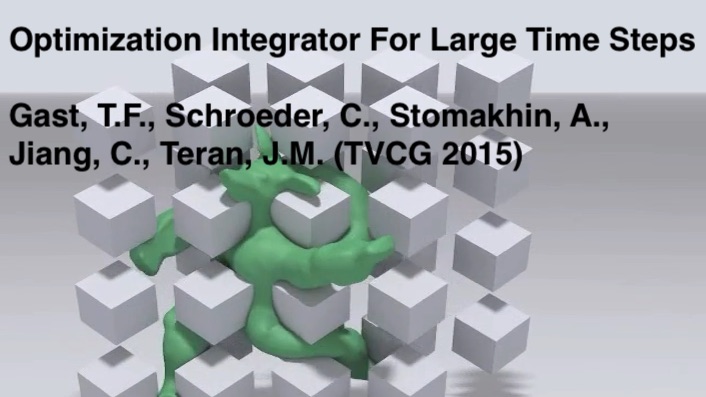 Optimization Integrator For Large Time Steps
Gast, T.F., Schroeder, C., Stomakhin, A.,
Jiang, C., Teran, J.M. (TVCG 2015)